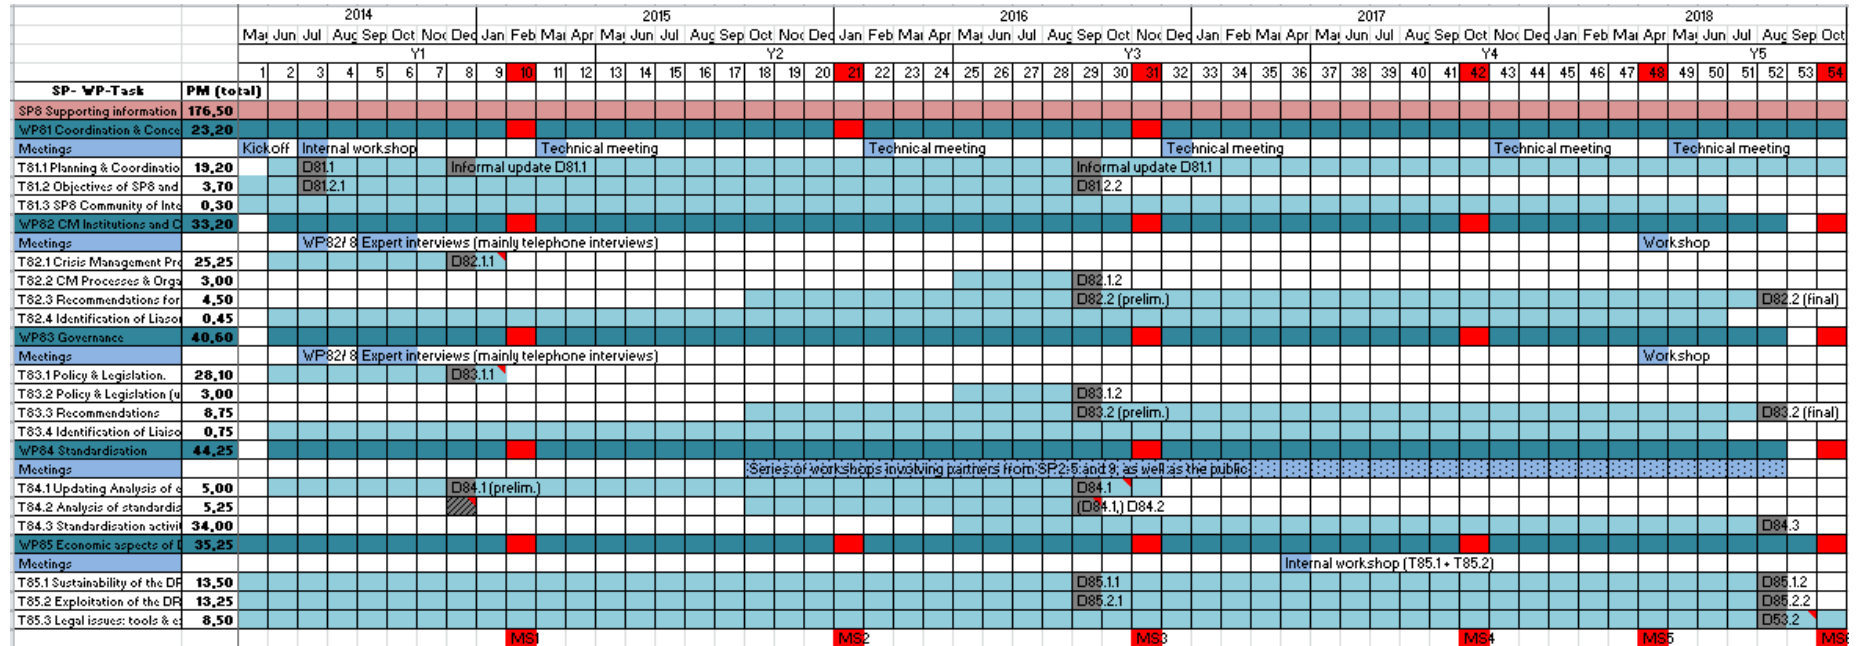 2014 2015 2016 2017 2018
Mai Jun Jul Aug Sep Oct Noc Dec Jan Feb Mai Apr Mai Jun Jul Aug Sep Oct Noc Dec Jan Feb Mai Apr Mai Jun Jul Aug Sep Oct Noc Dec Jan Feb Mai Apr Mai Jun Jul Aug Sep Oct Noc Dec Jan Feb Mai Apr Mai Jun Jul Aug Sep Oct
Y1 Y2 Y3 Y4 Y5
1 2 3 4 5 6 7 8 9 10 11 12 13 14 15 16 17 18 19 20 21 22 23 24 25 26 27 28 29 30 31 32 33 34 35 36 37 38 39 40 41 42 43 44 45 46 47 48 49 50 51 52 53 54
SP- WP-Task PM (total)
SP8 Supporting information 176,50
WP81 Coordination & Conce 23,20
Meetings Kickoff Internal workshop Technical meeting Technical meeting Technical meeting Technical meeting Technical meeting
T81.1 Planning & Coordinatio 19,20 D81.1 Informal update D81.1 Informal update D81.1
T81.2 Objectives of SP8 and 3,70 D81.2.1 D81.2.2
T81.3 SP8 Community of Inte 0,30
WP82 CM Institutions and C 33,20
Meetings WP82/ 8 Expert interviews (mainly telephone interviews) Workshop
T82.1 Crisis Management Pro 25,25 D82.1.1
T82.2 CM Processes & Orga 3,00 D82.1.2
T82.3 Recommendations for 4,50 D82.2 (prelim.) D82.2 (final)
T82.4 Identification of Liason 0,45
WP83 Governance 40,60
Meetings WP82/ 8 Expert interviews (mainly telephone interviews) Workshop
T83.1 Policy & Legislation. 28,10 D83.1.1
T83.2 Policy & Legislation (u 3,00 D83.1.2
T83.3 Recommendations 8,75 D83.2 (prelim.) D83.2 (final)
T83.4 Identification of Liaiso 0,75
WP84 Standardisation 44,25
Meetings Series of workshops involving partners from SP2-5 and 9, as well as the public
T84.1 Updating Analysis of e 5,00 D84.1 (prelim.) D84.1
T84.2 Analysis of standardis 5,25 (D84.1,) D84.2
T84.3 Standardisation activi 34,00 D84.3
WP85 Economic aspects of D 35,25
Meetings Internal workshop (T85.1 + T85.2)
T85.1 Sustainability of the DR 13,50 D85.1.1 D85.1.2
T85.2 Exploitation of the DR 13,25 D85.2.1 D85.2.2
T85.3 Legal issues: tools & e 8,50 D53.2
MS1 MS2 MS3 MS4 MS5 MS6